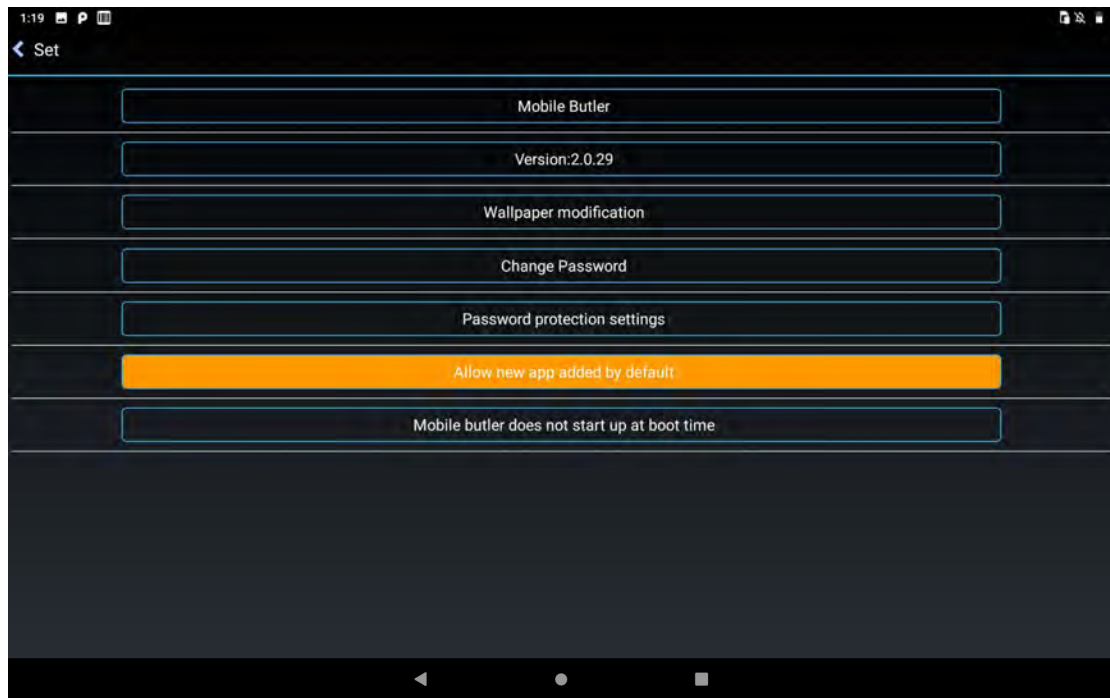 1:19
Set
Mobile Butler
Version:2.0.29
Wallpaper modification
Change Password
Password protection settings
Allow new app added by default
Mobile butler does not start up at boot time